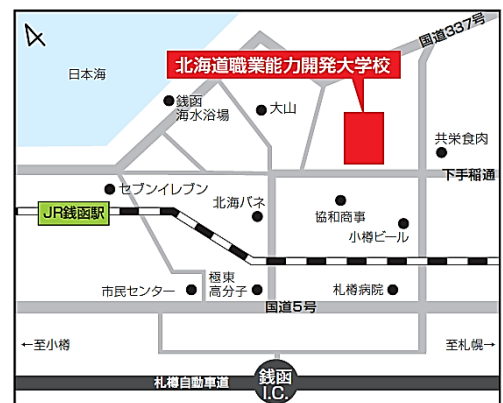 国道337号
北海道職業能力開発大学校
日本海
銭函
海水浴場
大山
共栄食肉
下手稲通
セブンイレブン
JR銭函駅
北海バネ
協和商事
小樽ビール
市民センター
極東
高分子
札樽病院
国道5号
←至小樽
至札幌→
札樽自動車道
銭函
I.C.